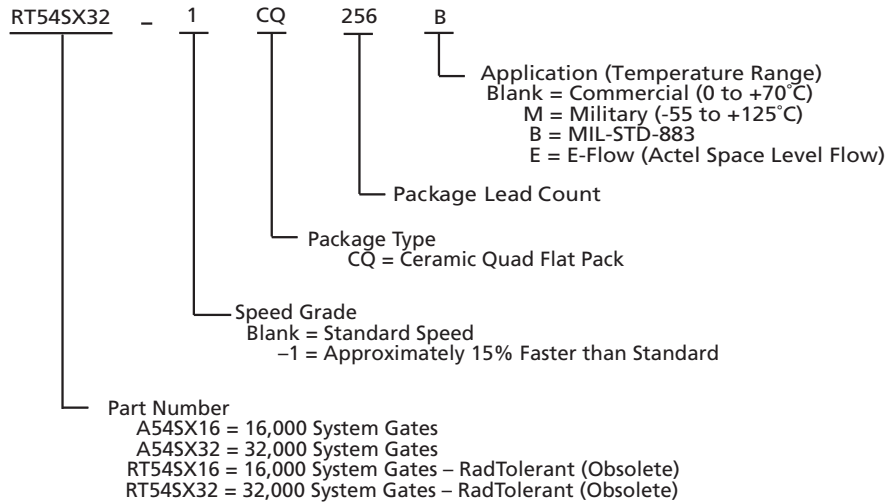 RT54SX32 – 1 CQ 256 B
Application (Temperature Range)
Blank = Commercial (0 to +70˚C)
M = Military (-55 to +125˚C)
B = MIL-STD-883
E = E-Flow (Actel Space Level Flow)
Package Lead Count
Package Type
CQ = Ceramic Quad Flat Pack
Speed Grade
Blank = Standard Speed
–1 = Approximately 15% Faster than Standard
Part Number
A54SX16 = 16,000 System Gates
A54SX32 = 32,000 System Gates
RT54SX16 = 16,000 System Gates – RadTolerant (Obsolete)
RT54SX32 = 32,000 System Gates – RadTolerant (Obsolete)